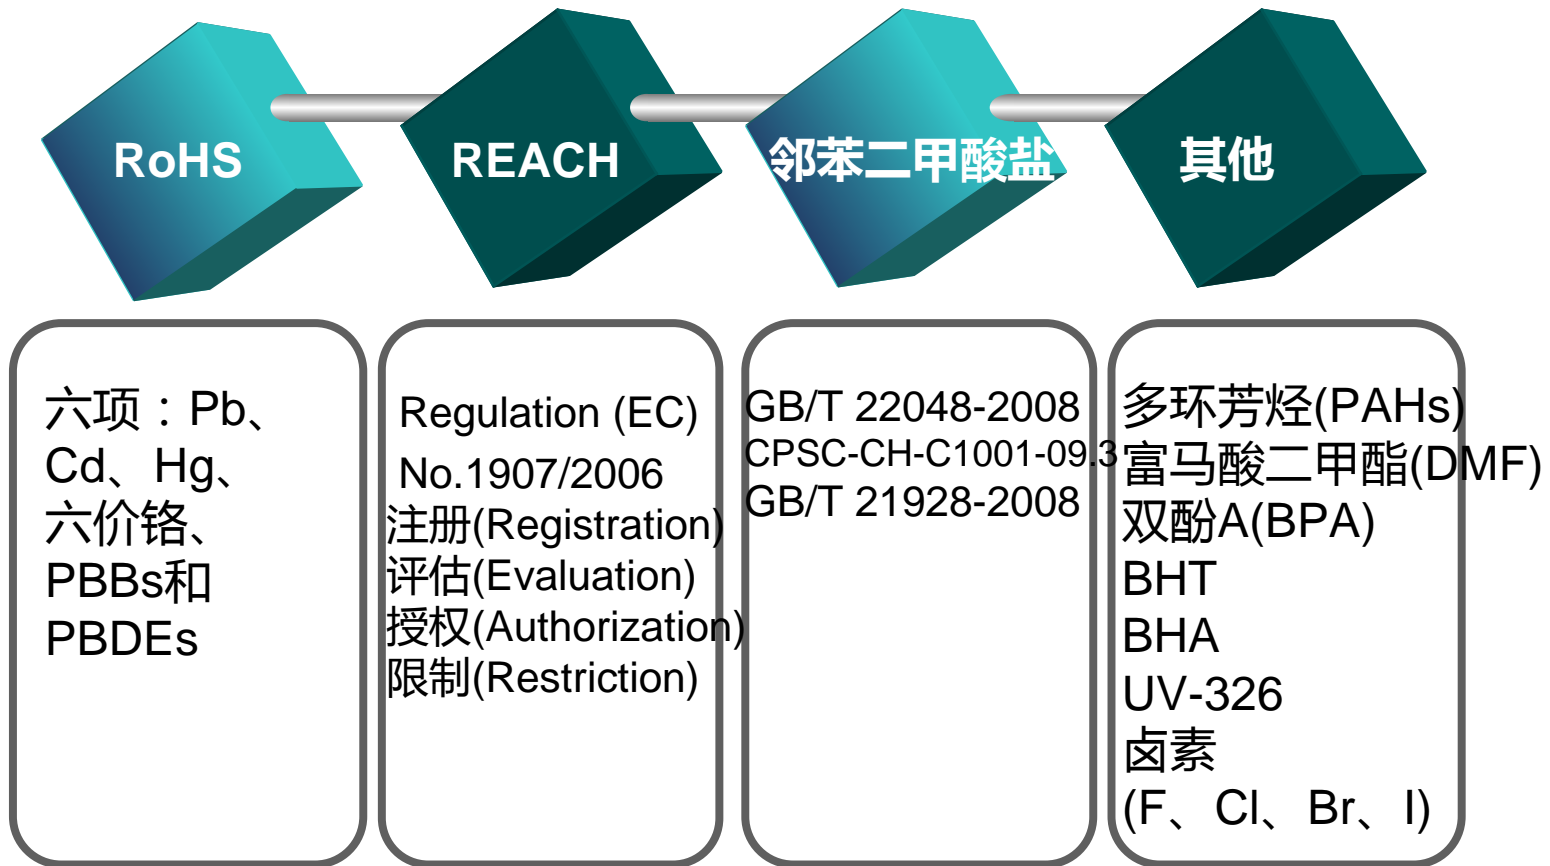 RoHS
REACH
邻苯二甲酸盐
其他
六项：Pb、
Cd、Hg、
六价铬、
PBBs和
PBDEs
Regulation (EC)
No.1907/2006
注册(Registration)
评估(Evaluation)
授权(Authorization)
限制(Restriction)
GB/T 22048-2008
CPSC-CH-C1001-09.3
GB/T 21928-2008
多环芳烃(PAHs)
富马酸二甲酯(DMF)
双酚A(BPA)
BHT
BHA
UV-326
卤素
(F、Cl、Br、I)